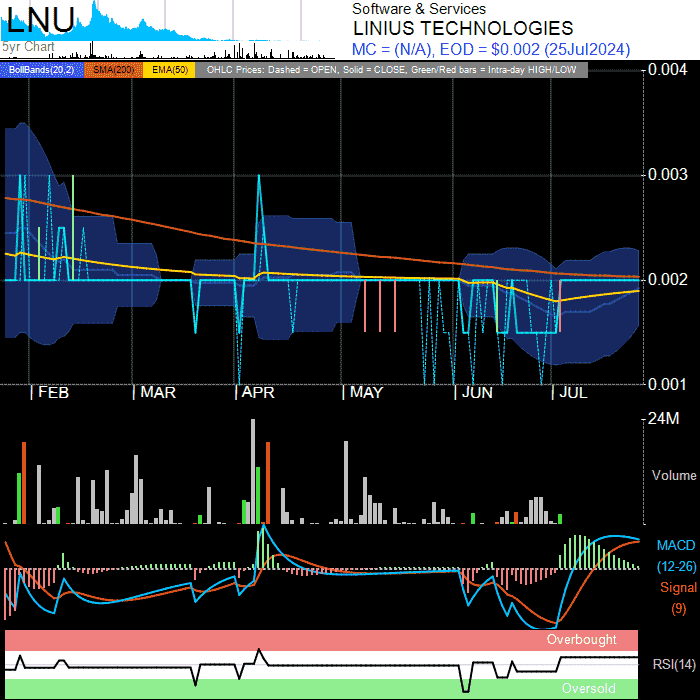 LNU
Software & Services
LINIUS TECHNOLOGIES
5yr Chart
MC = (N/A), EOD = $0.002 (25Jul2024)
BollBands(20,2) SMA(200) EMA(50) OHLC Prices: Dashed = OPEN, Solid = CLOSE, Green/Red bars = Intra-day HIGH/LOW
0.004
0.003
0.002
0.001
FEB MAR APR MAY JUN JUL
24M
Volume
MACD
(12-26)
Signal
(9)
Overbought
RSI(14)
Oversold